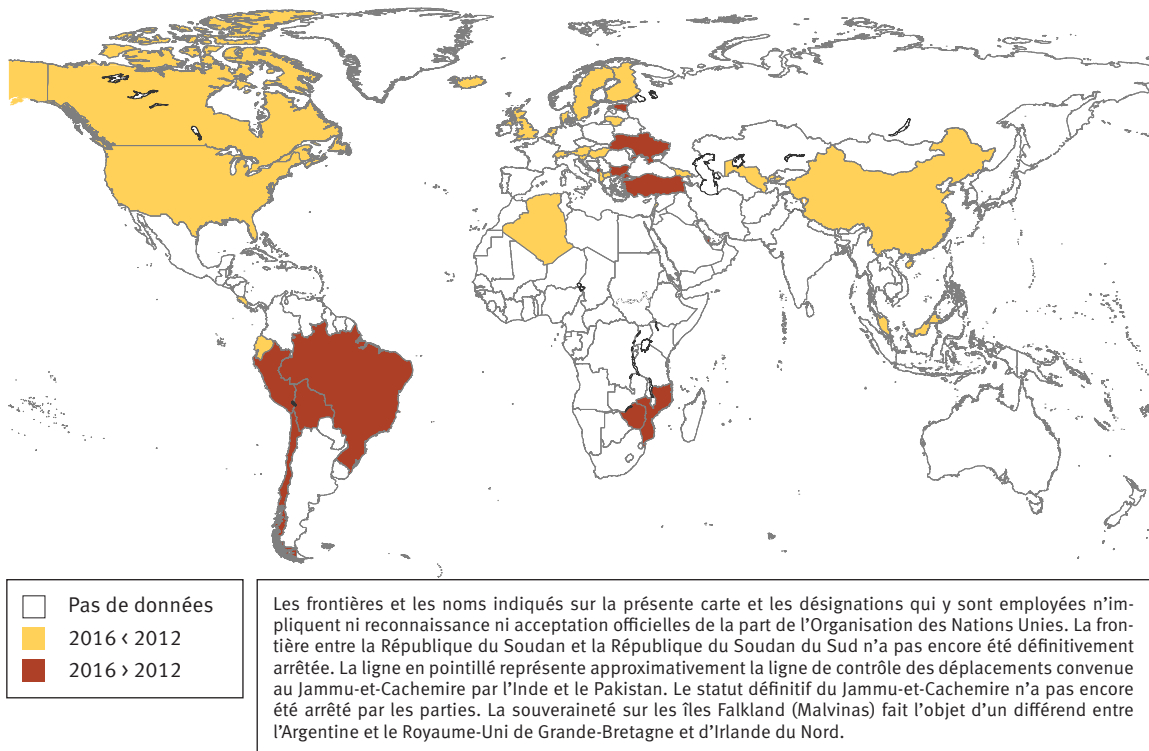 Pas de données
2016 < 2012
2016 > 2012
Les frontières et les noms indiqués sur la présente carte et les désignations qui y sont employées n’im-
pliquent ni reconnaissance ni acceptation officielles de la part de l’Organisation des Nations Unies. La fron-
tière entre la République du Soudan et la République du Soudan du Sud n’a pas encore été définitivement
arrêtée. La ligne en pointillé représente approximativement la ligne de contrôle des déplacements convenue
au Jammu-et-Cachemire par l’Inde et le Pakistan. Le statut définitif du Jammu-et-Cachemire n’a pas encore
été arrêté par les parties. La souveraineté sur les îles Falkland (Malvinas) fait l’objet d’un différend entre
l’Argentine et le Royaume-Uni de Grande-Bretagne et d’Irlande du Nord.